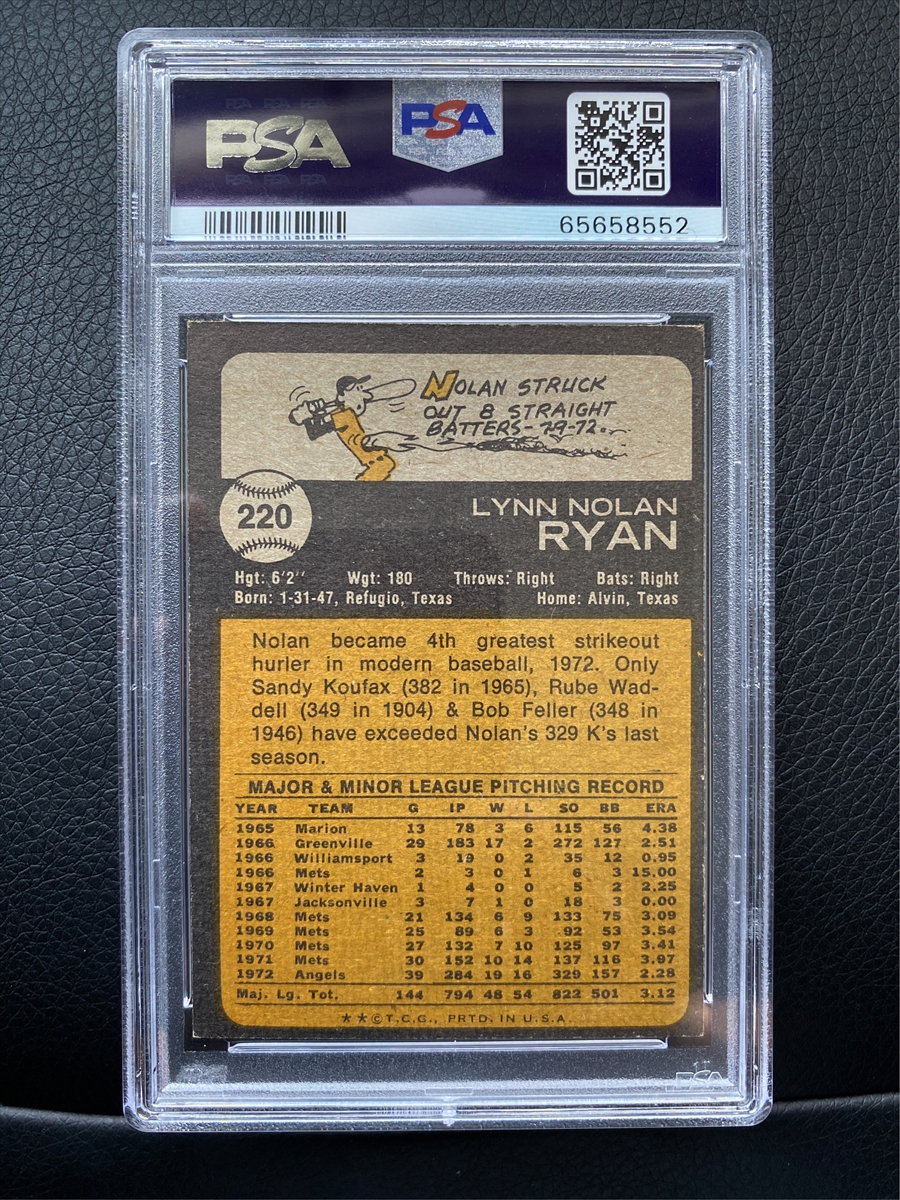 PSA
PSA
65658552
NOLAN STRUCK
OUT 8 STRAIGHT
BATTERS-7-9-72...
220
LYNN NOLAN
RYAN
Hgt: 6'2" Wgt: 180 Throws: Right Bats: Right
Born: 1-31-47, Refugio, Texas Home: Alvin, Texas
Nolan became 4th greatest strikeout
hurler in modern baseball, 1972. Only
Sandy Koufax (382 in 1965), Rube Wad-
dell (349 in 1904) & Bob Feller (348 in
1946) have exceeded Nolan's 329 K's last
season.
MAJOR & MINOR LEAGUE PITCHING RECORD
YEAR TEAM G IP W L SO BB ERA
1965 Marion 13 78 3 6 115 56 4.38
1966 Greenville 29 183 17 2 272 127 2.51
1966 Williamsport 3 19 0 2 35 12 0.95
1966 Mets 2 3 0 1 6 3 15.00
1967 Winter Haven 1 4 0 0 5 2 2.25
1967 Jacksonville 3 7 1 0 18 3 0.00
1968 Mets 21 134 6 9 133 75 3.09
1969 Mets 25 89 6 3 92 53 3.54
1970 Mets 27 132 7 10 125 97 3.41
1971 Mets 30 152 10 14 137 116 3.97
1972 Angels 39 284 19 16 329 157 2.28
Maj. Lg. Tot. 144 794 48 54 822 501 3.12
**©T.C.G., PRTD. IN U.S.A.
PSA